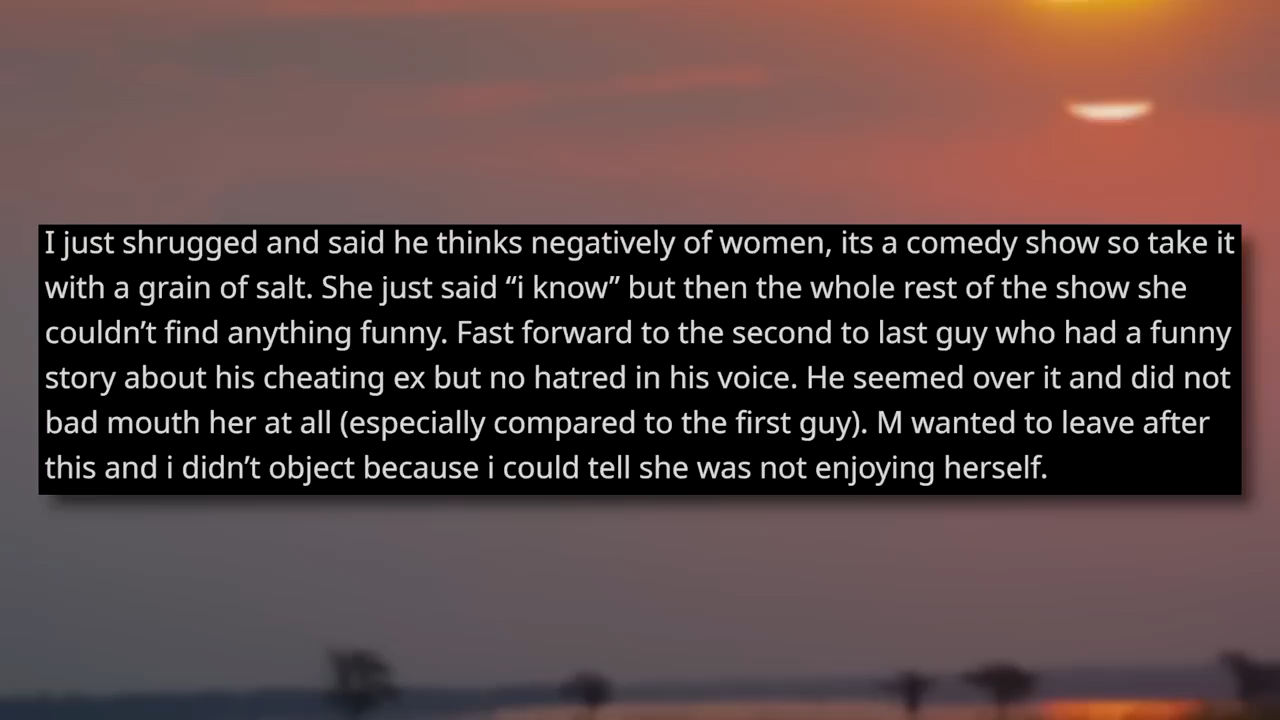 I just shrugged and said he thinks negatively of women, its a comedy show so take it
with a grain of salt. She just said “i know” but then the whole rest of the show she
couldn’t find anything funny. Fast forward to the second to last guy who had a funny
story about his cheating ex but no hatred in his voice. He seemed over it and did not
bad mouth her at all (especially compared to the first guy). M wanted to leave after
this and i didn’t object because i could tell she was not enjoying herself.